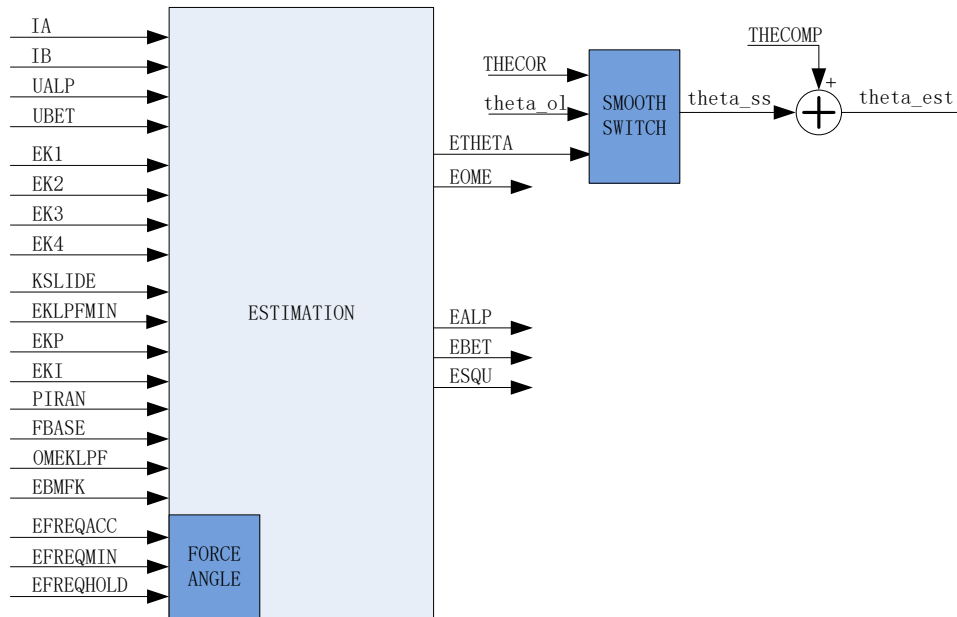 IA
IB
UALP
UBET
EK1
EK2
EK3
EK4
KSLIDE
EKLPFMIN
EKP
EKI
PIRAN
FBASE
OMEKLPF
EBMFK
EFREQACC
EFREQMIN
EFREQHOLD
FORCE
ANGLE
ESTIMATION
ETHETA
EOME
EALP
EBET
ESQU
THECOR
theta_ol
SMOOTH
SWITCH
theta_ss
THECOMP
+
theta_est